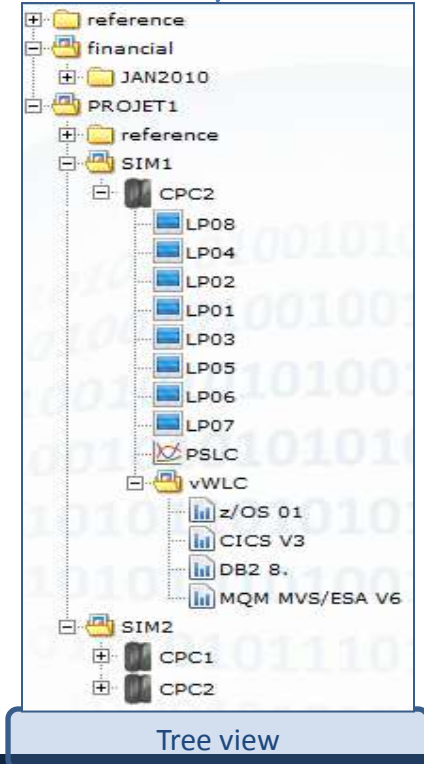 reference
financial
JAN2010
PROJET1
reference
SIM1
CPC2
LP08
LP04
LP02
LP01
LP03
LP05
LP06
LP07
PSLC
vWLC
z/OS 01
CICS V3
DB2 8.
MQM MVS/ESA V6
SIM2
CPC1
CPC2
Tree view